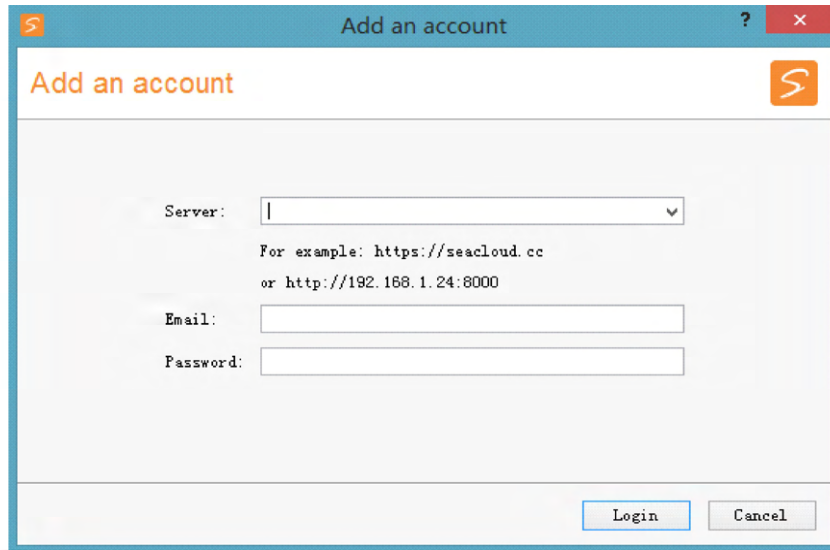 Add an account
?
Add an account
Server:
For example: https://seacloud.cc
or http://192.168.1.24:8000
Email:
Password:
Login
Cancel